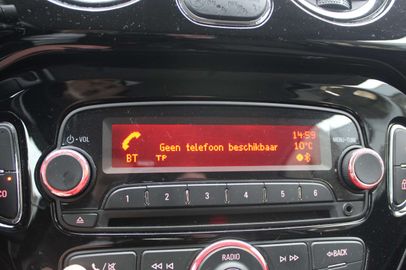 VOL
MENU-TUNE
14:59
Geen telefoon beschikbaar 10°C
BT TP
1 2 3 4 5 6
CO
RADIO
BACK